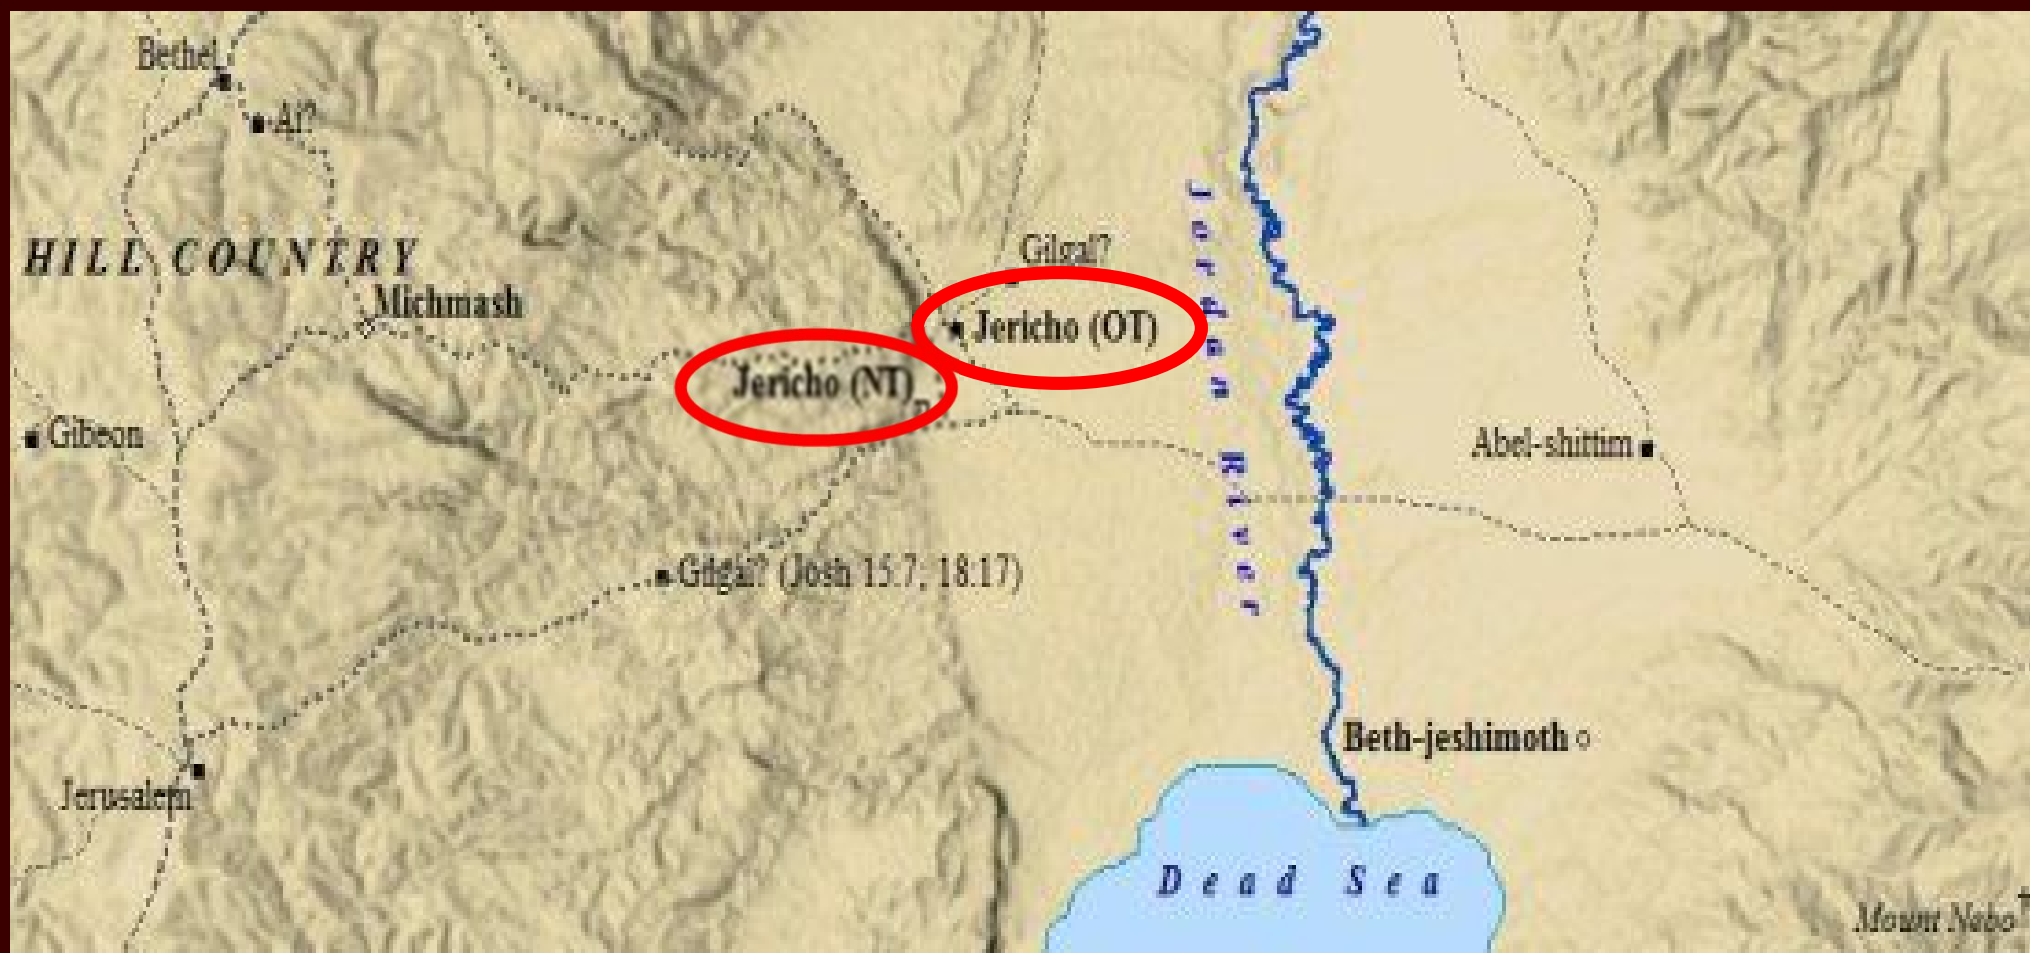 Bethel
Ai?
HILL COUNTRY
Gilgal?
Michmash
Jericho (OT)
Jericho (NT)
Jordan River
Gibeon
Abel-shittim
Gilgal? (Josh 15:7; 18:17)
Beth-jeshimoth
Jerusalem
Dead Sea
Mount Nebo